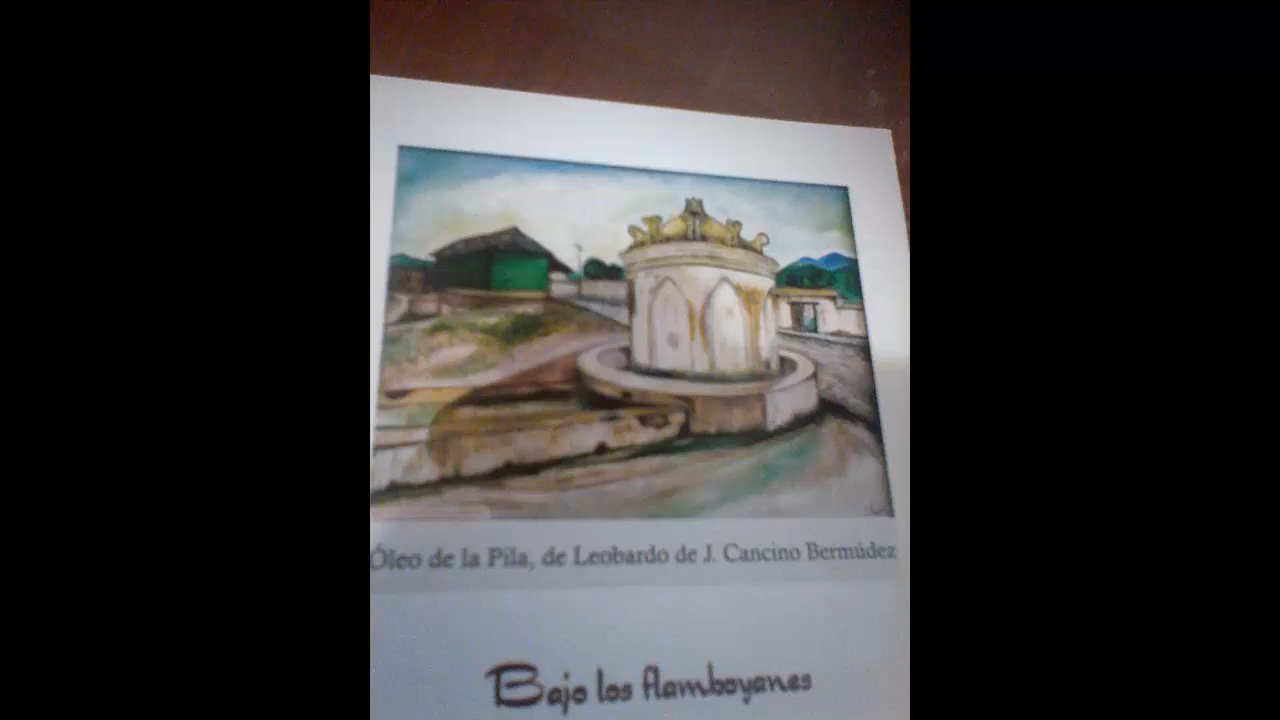 Óleo de la Pila, de Leobardo de J. Cancino Bermúdez
Bajo los flamboyanes